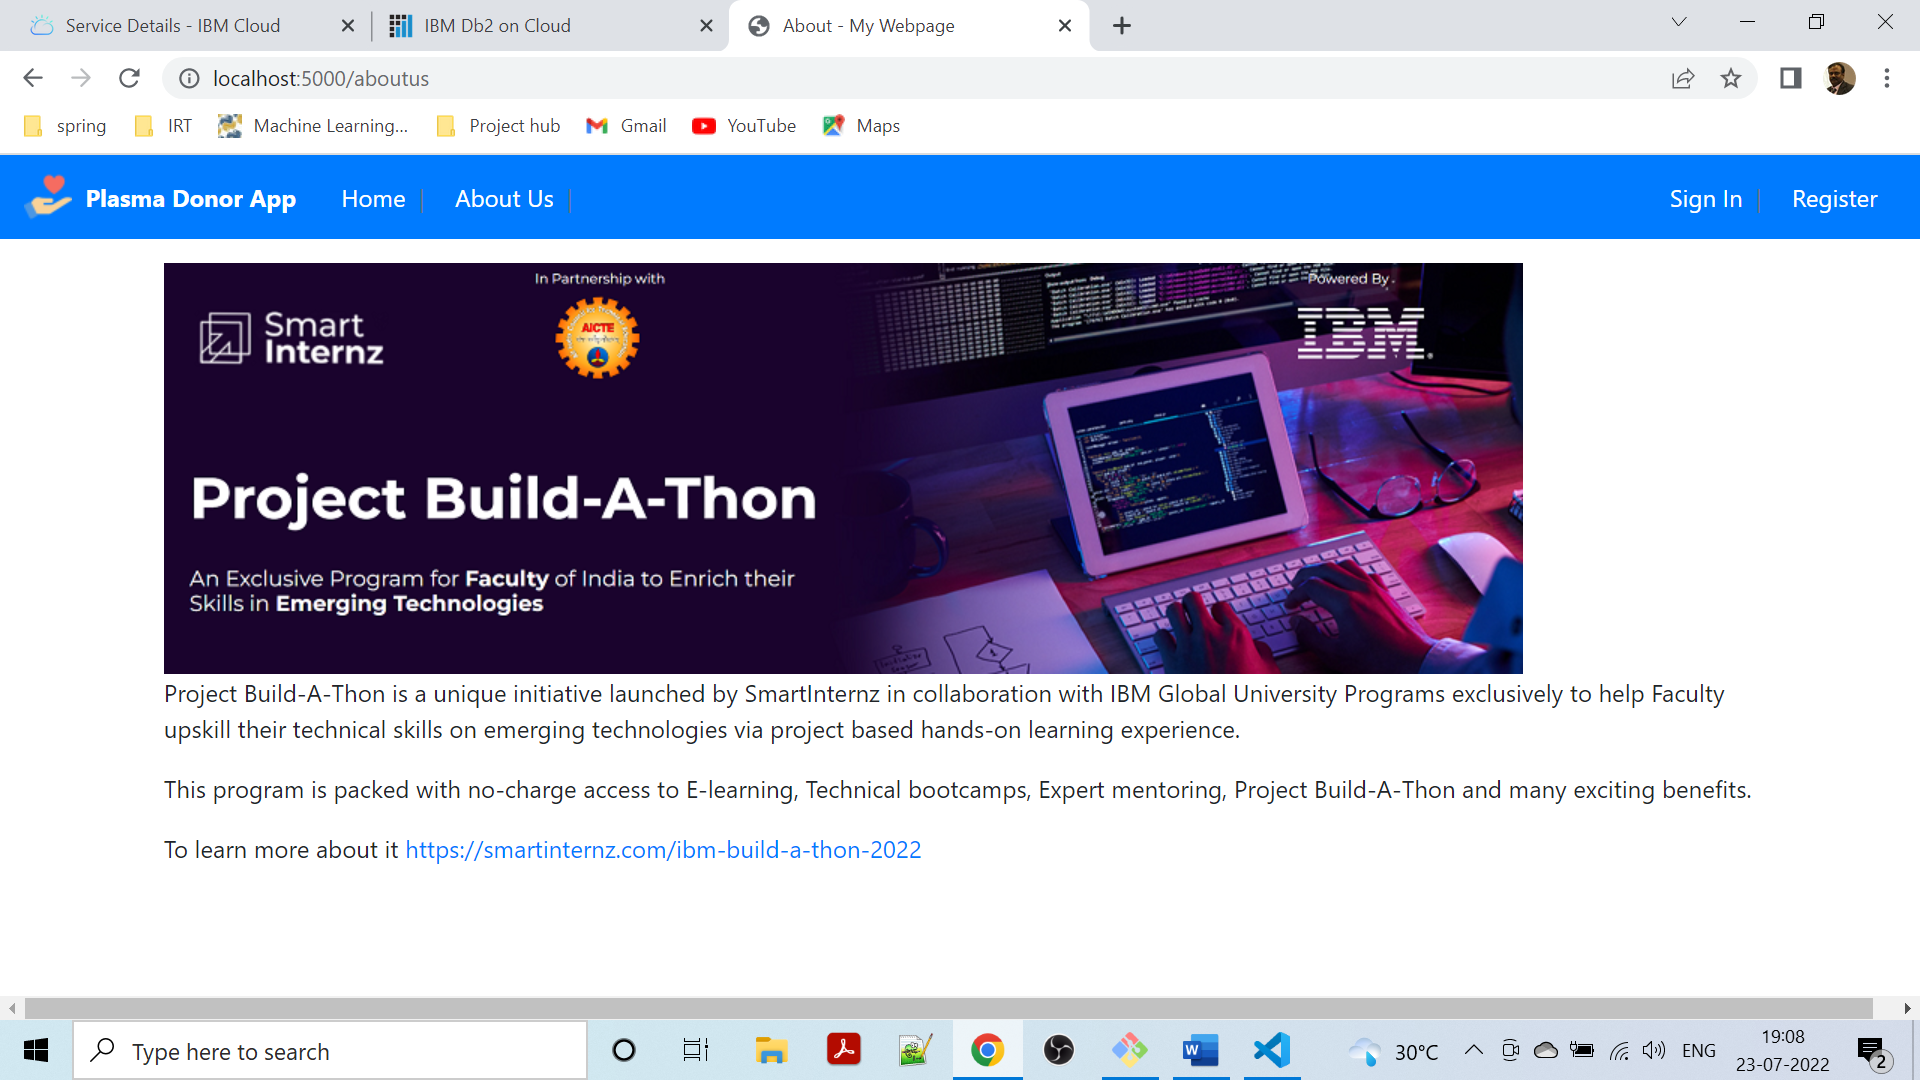 Service Details - IBM Cloud
IBM Db2 on Cloud
About - My Webpage
localhost:5000/aboutus
spring
IRT
Machine Learning...
Project hub
Gmail
YouTube
Maps
Plasma Donor App
Home
About Us
Sign In
Register
In Partnership with
Powered By
Smart
Internz
AICTE
IBM
Project Build-A-Thon
An Exclusive Program for Faculty of India to Enrich their
Skills in Emerging Technologies
Project Build-A-Thon is a unique initiative launched by SmartInternz in collaboration with IBM Global University Programs exclusively to help Faculty
upskill their technical skills on emerging technologies via project based hands-on learning experience.
This program is packed with no-charge access to E-learning, Technical bootcamps, Expert mentoring, Project Build-A-Thon and many exciting benefits.
To learn more about it https://smartinternz.com/ibm-build-a-thon-2022
Type here to search
30°C
ENG
19:08
23-07-2022
2